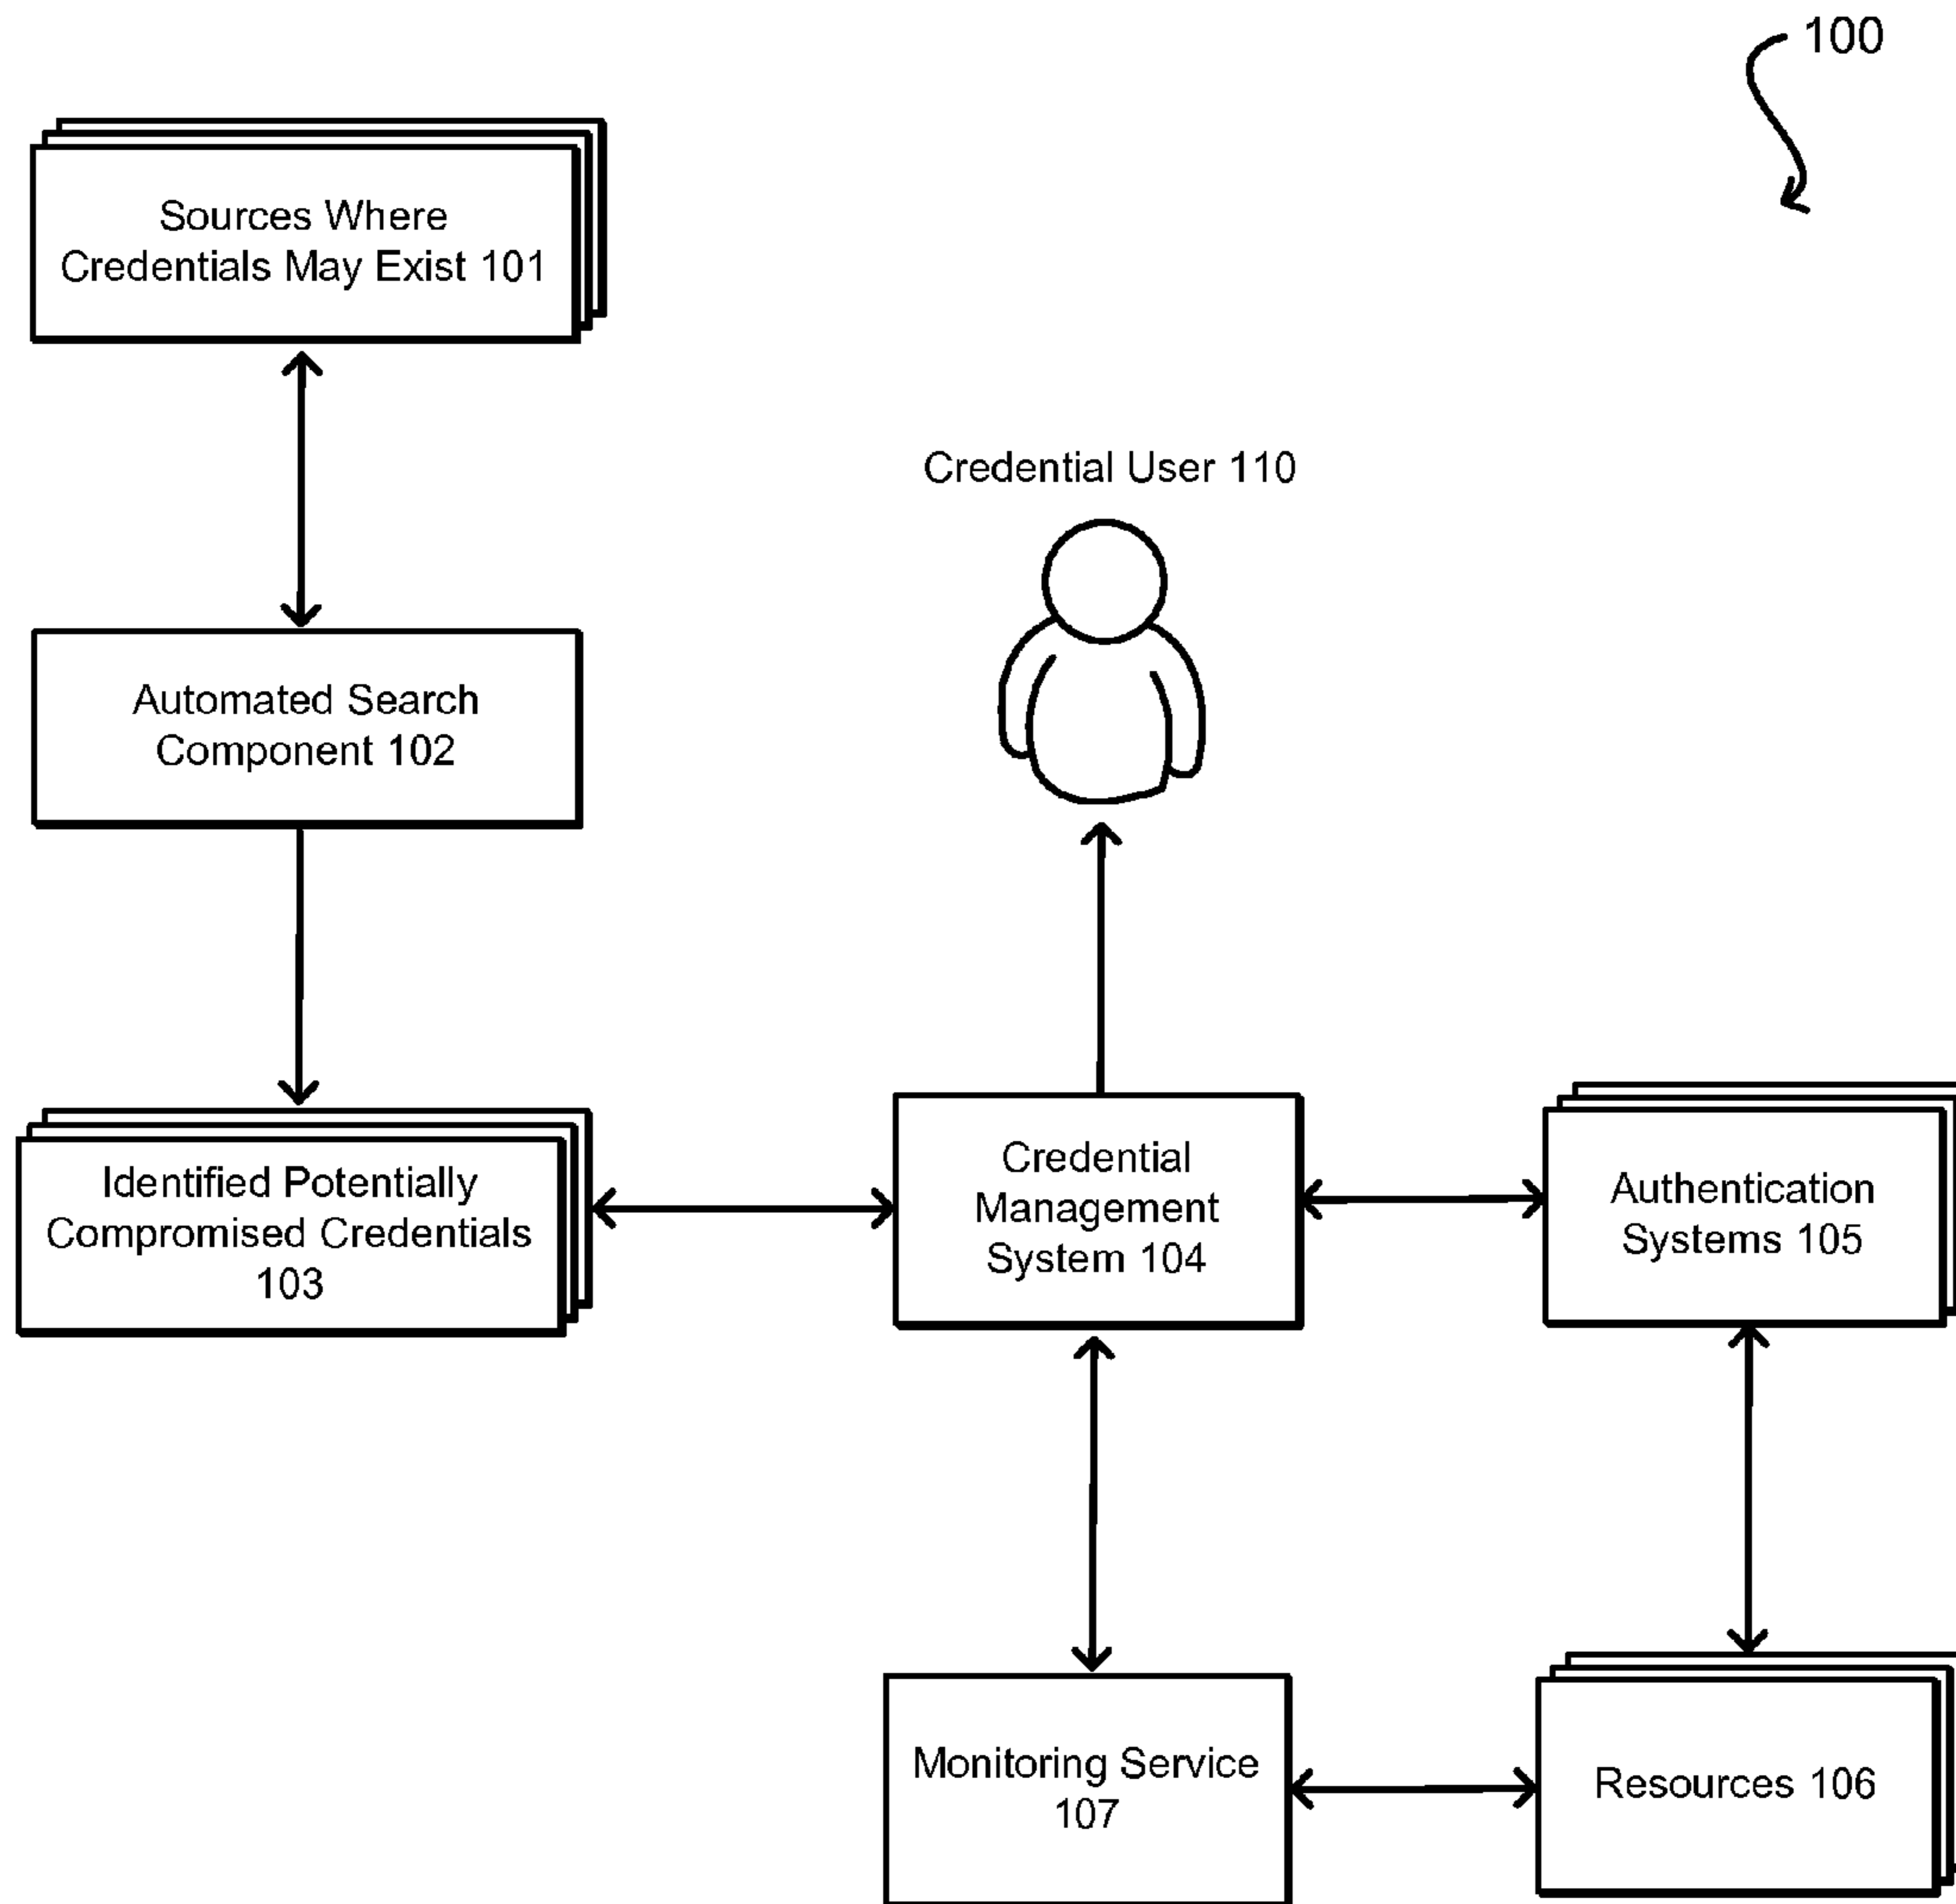 100
Sources Where
Credentials May Exist 101
Credential User 110
Automated Search
Component 102
Identified Potentially
Compromised Credentials
103
Credential
Management
System 104
Authentication
Systems 105
Monitoring Service
107
Resources 106